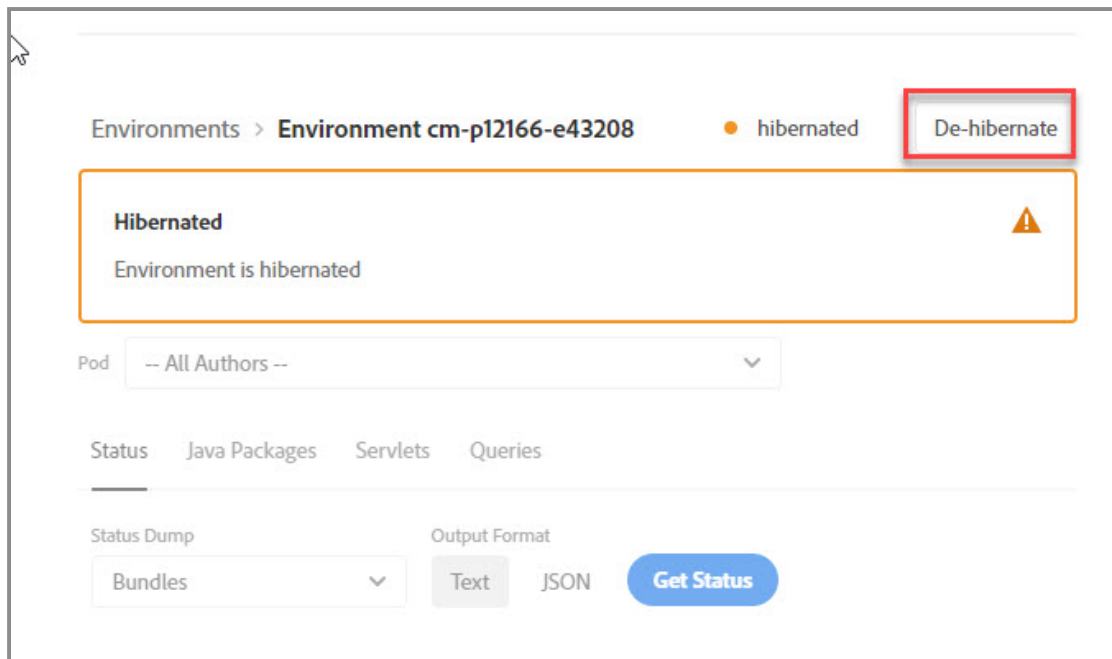 Environments > Environment cm-p12166-e43208 hibernated De-hibernate
Hibernated
Environment is hibernated
Pod -- All Authors --
Status Java Packages Servlets Queries
Status Dump Output Format
Bundles Text JSON Get Status